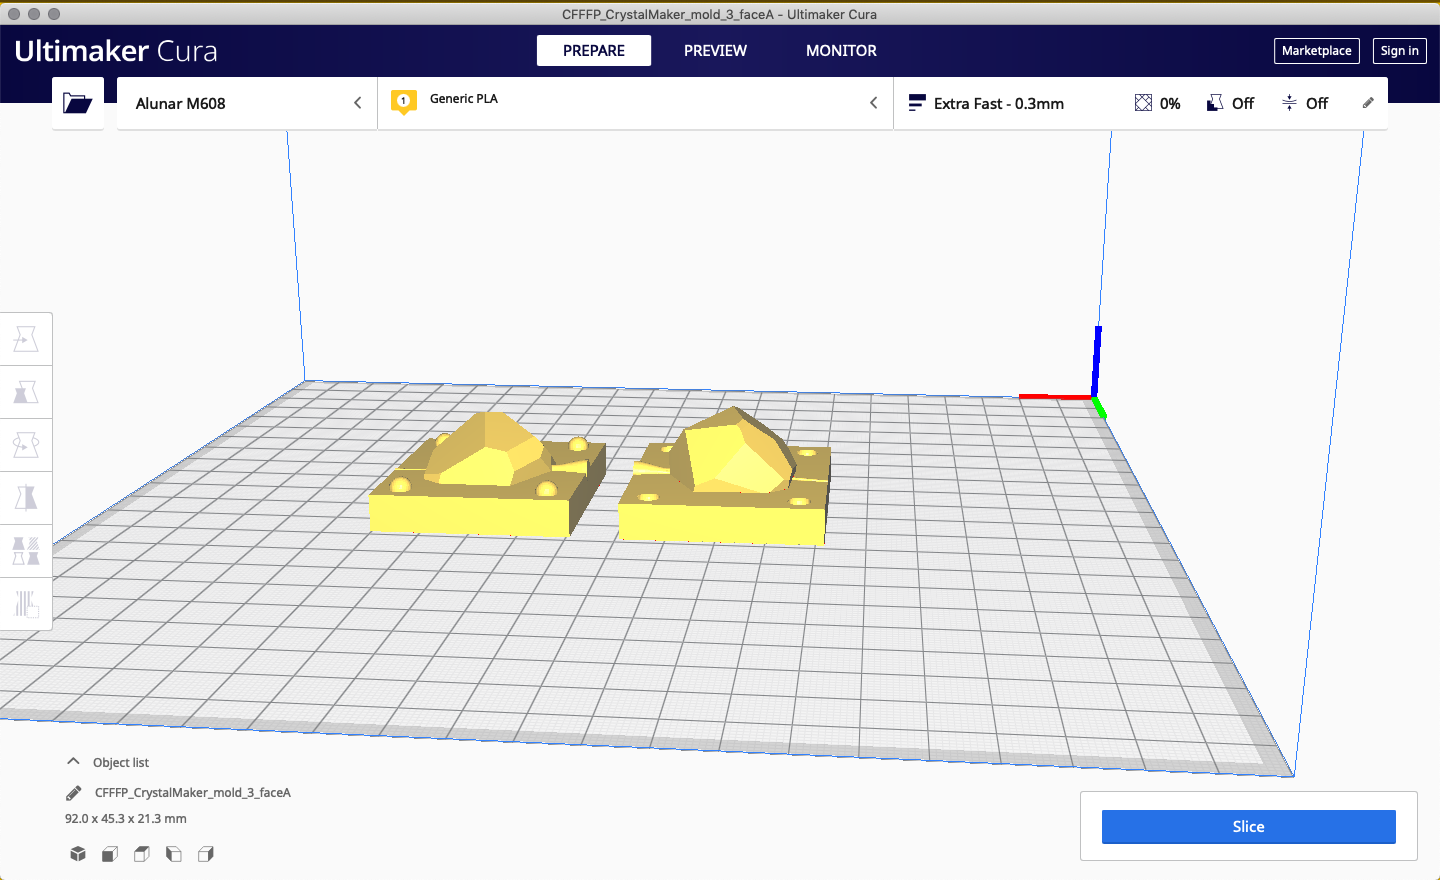 CFFFP_CrystalMaker_mold_3_faceA - Ultimaker Cura
Ultimaker Cura
PREPARE
PREVIEW
MONITOR
Marketplace
Sign in
Alunar M608
1
Generic PLA
Extra Fast - 0.3mm
0%
Off
Off
Object list
CFFFP_CrystalMaker_mold_3_faceA
92.0 x 45.3 x 21.3 mm
Slice